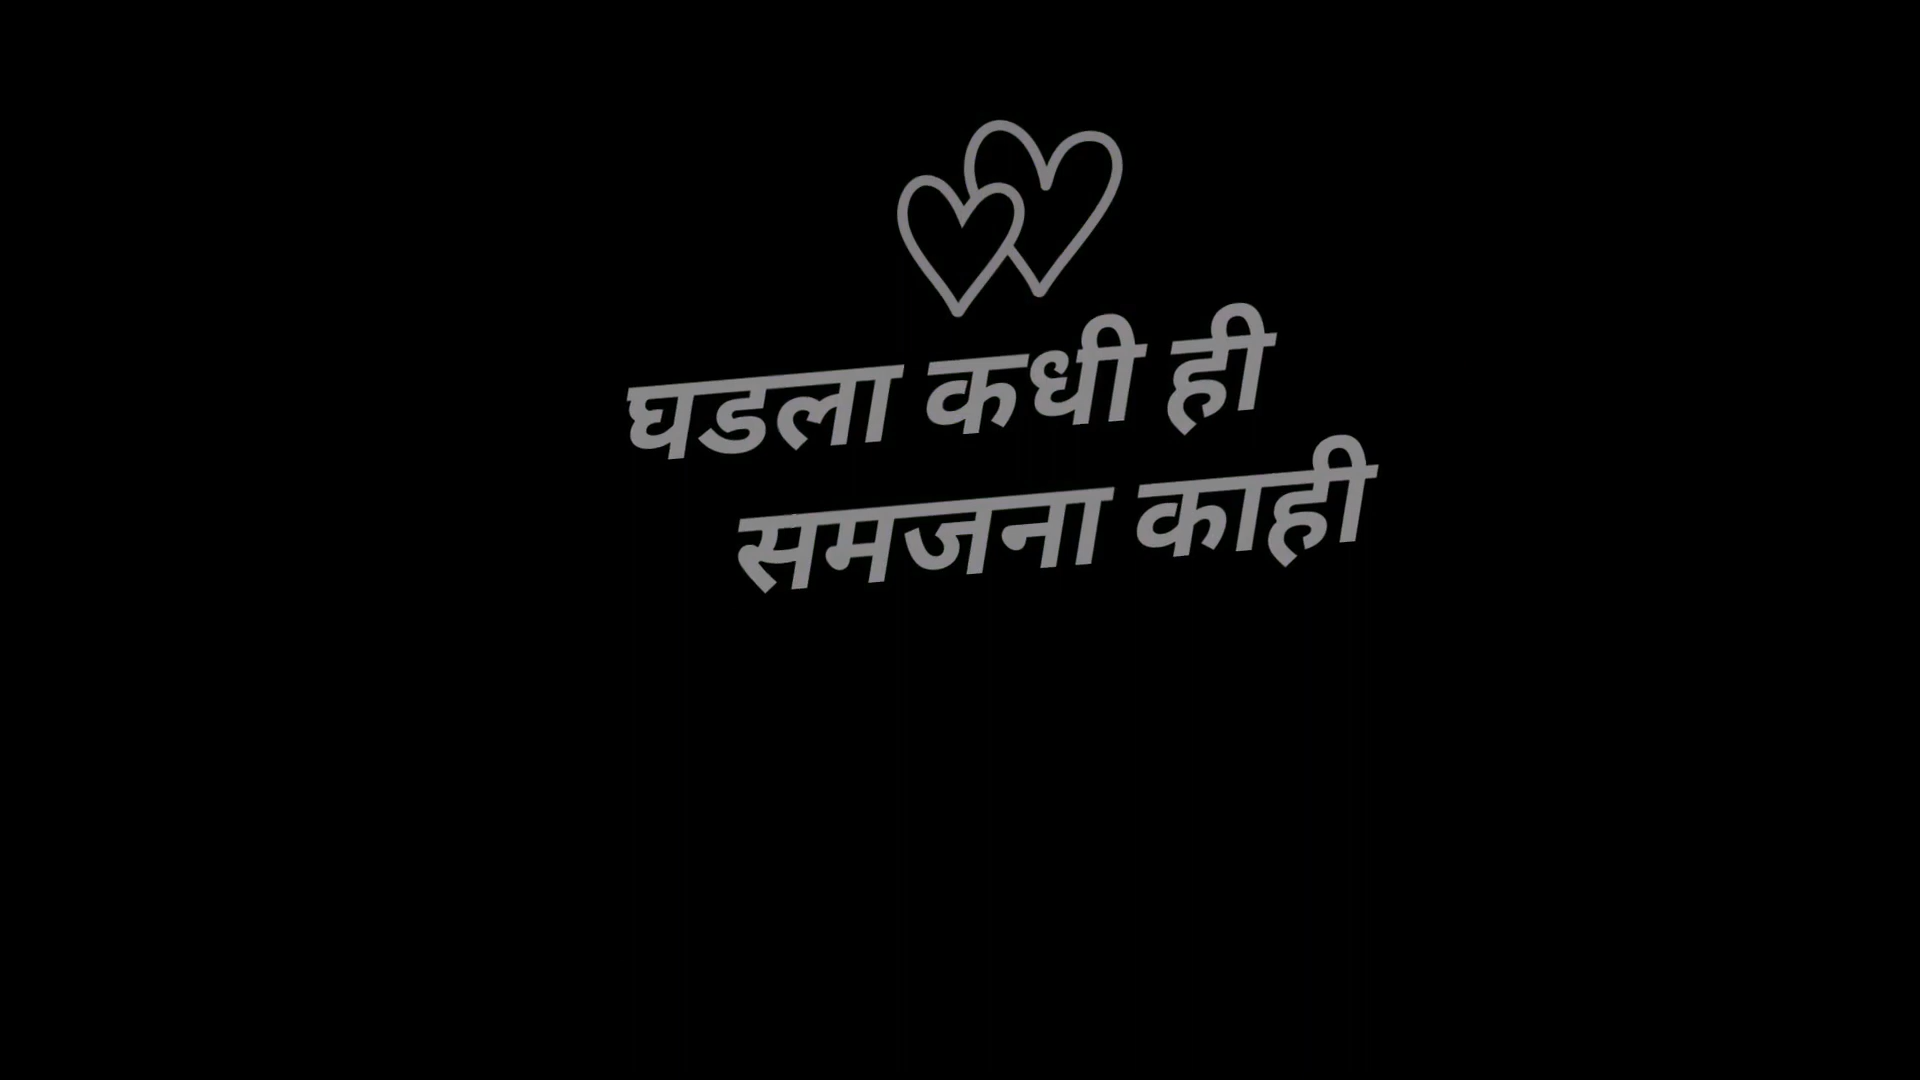 घडला कधी ही
समजना काही